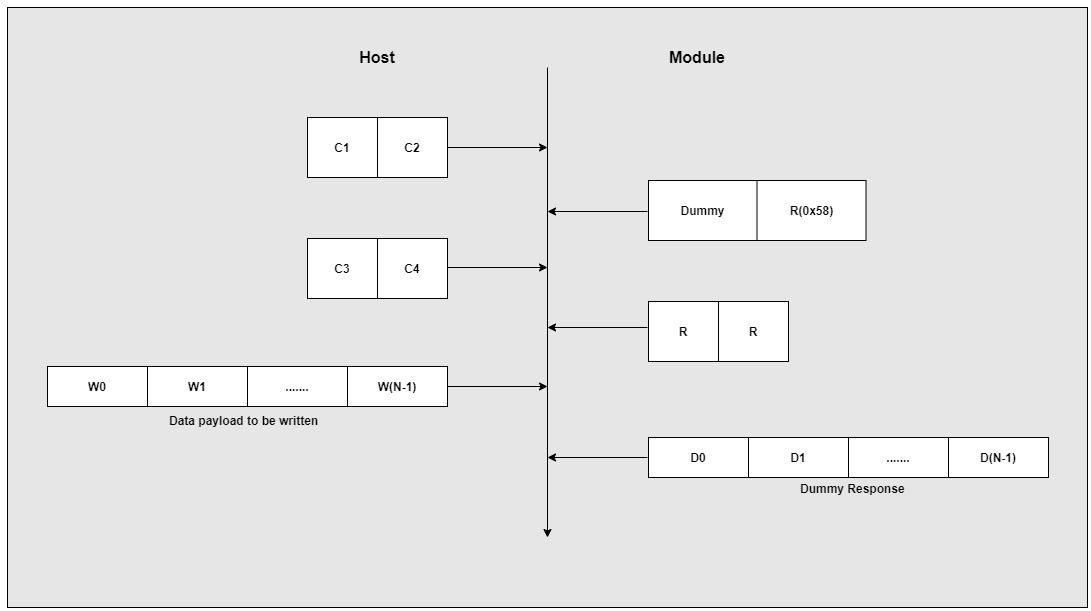 Host Module
C1 C2
Dummy R(0x58)
C3 C4
R R
W0 W1 ....... W(N-1)
Data payload to be written
D0 D1 ....... D(N-1)
Dummy Response